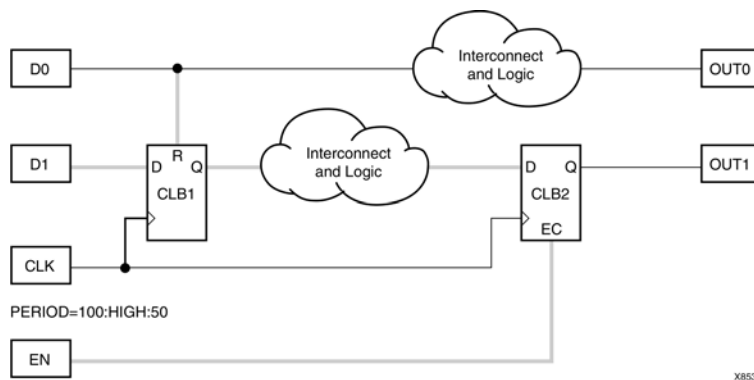 D0
Interconnect
and Logic
OUT0
D1
R
D Q
CLB1
Interconnect
and Logic
D Q
CLB2
EC
OUT1
CLK
PERIOD=100:HIGH:50
EN